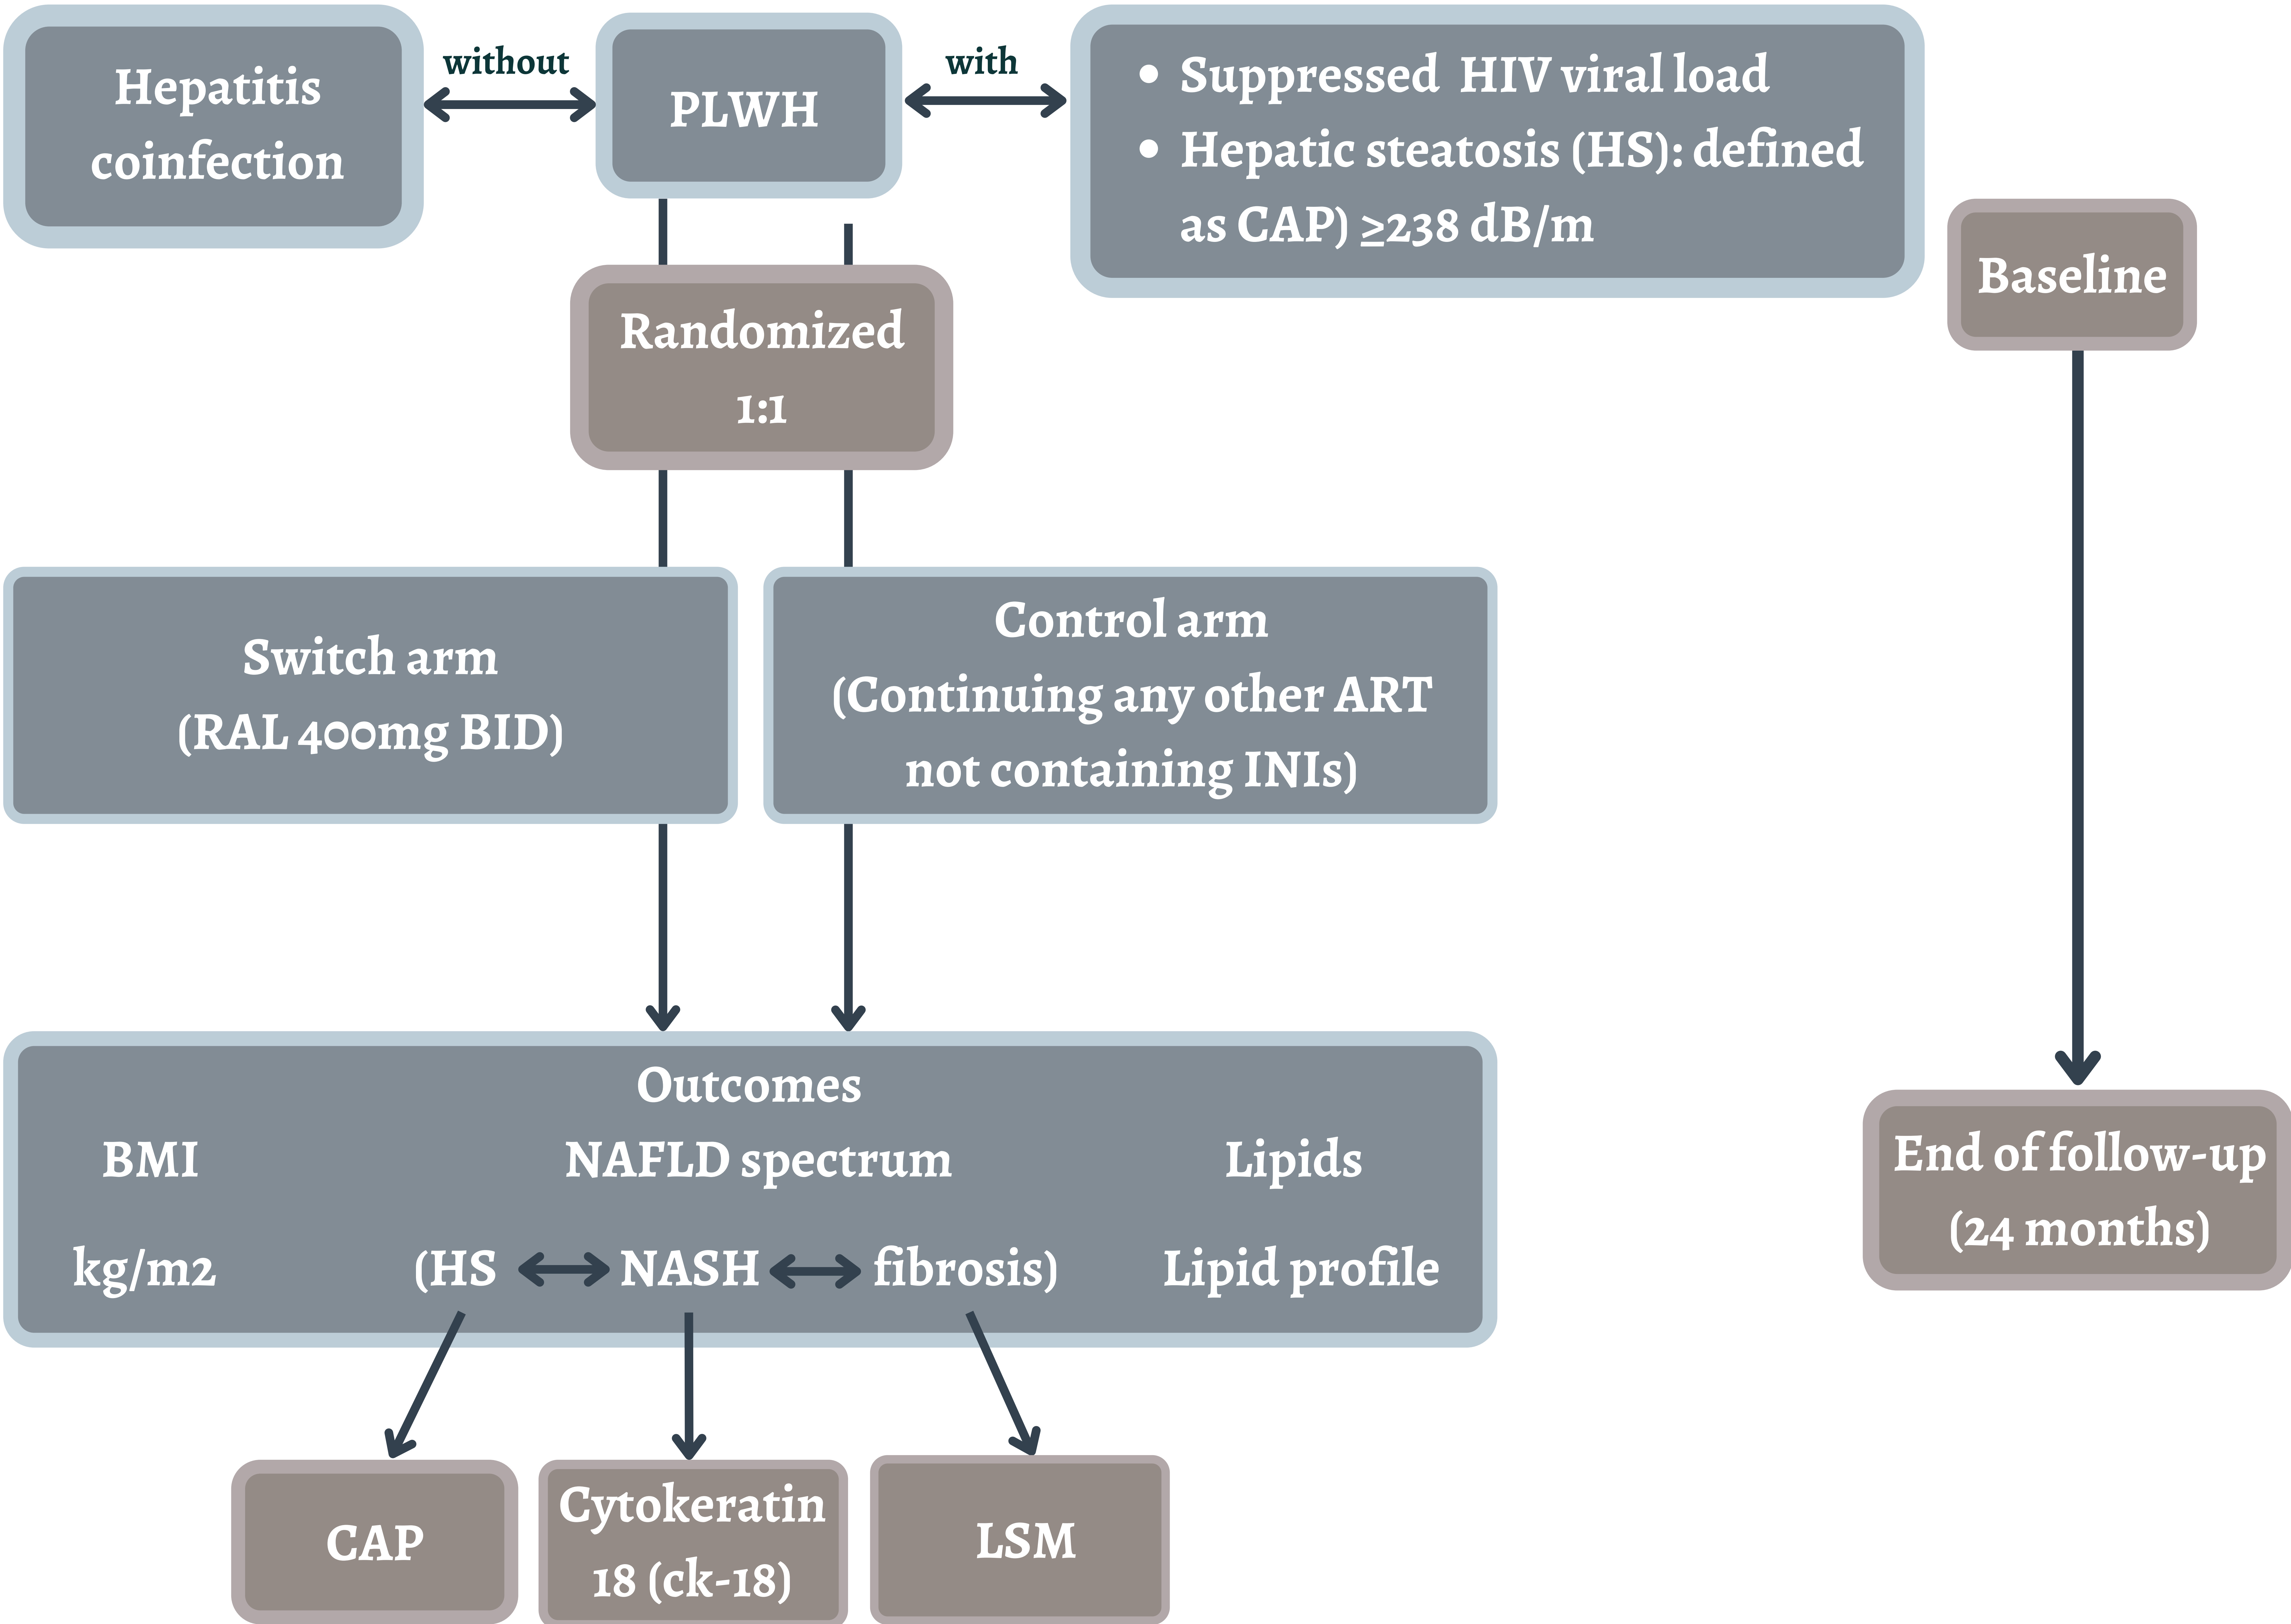 Hepatitis
coinfection
without
PLWH
with
• Suppressed HIV viral load
• Hepatic steatosis (HS): defined
as CAP) ≥238 dB/m
Baseline
Randomized
1:1
Switch arm
(RAL 400mg BID)
Control arm
(Continuing any other ART
not containing INIs)
Outcomes
BMI
NAFLD spectrum
Lipids
kg/m2
(HS
NASH
fibrosis)
Lipid profile
End of follow-up
(24 months)
CAP
Cytokeratin
18 (ck-18)
LSM